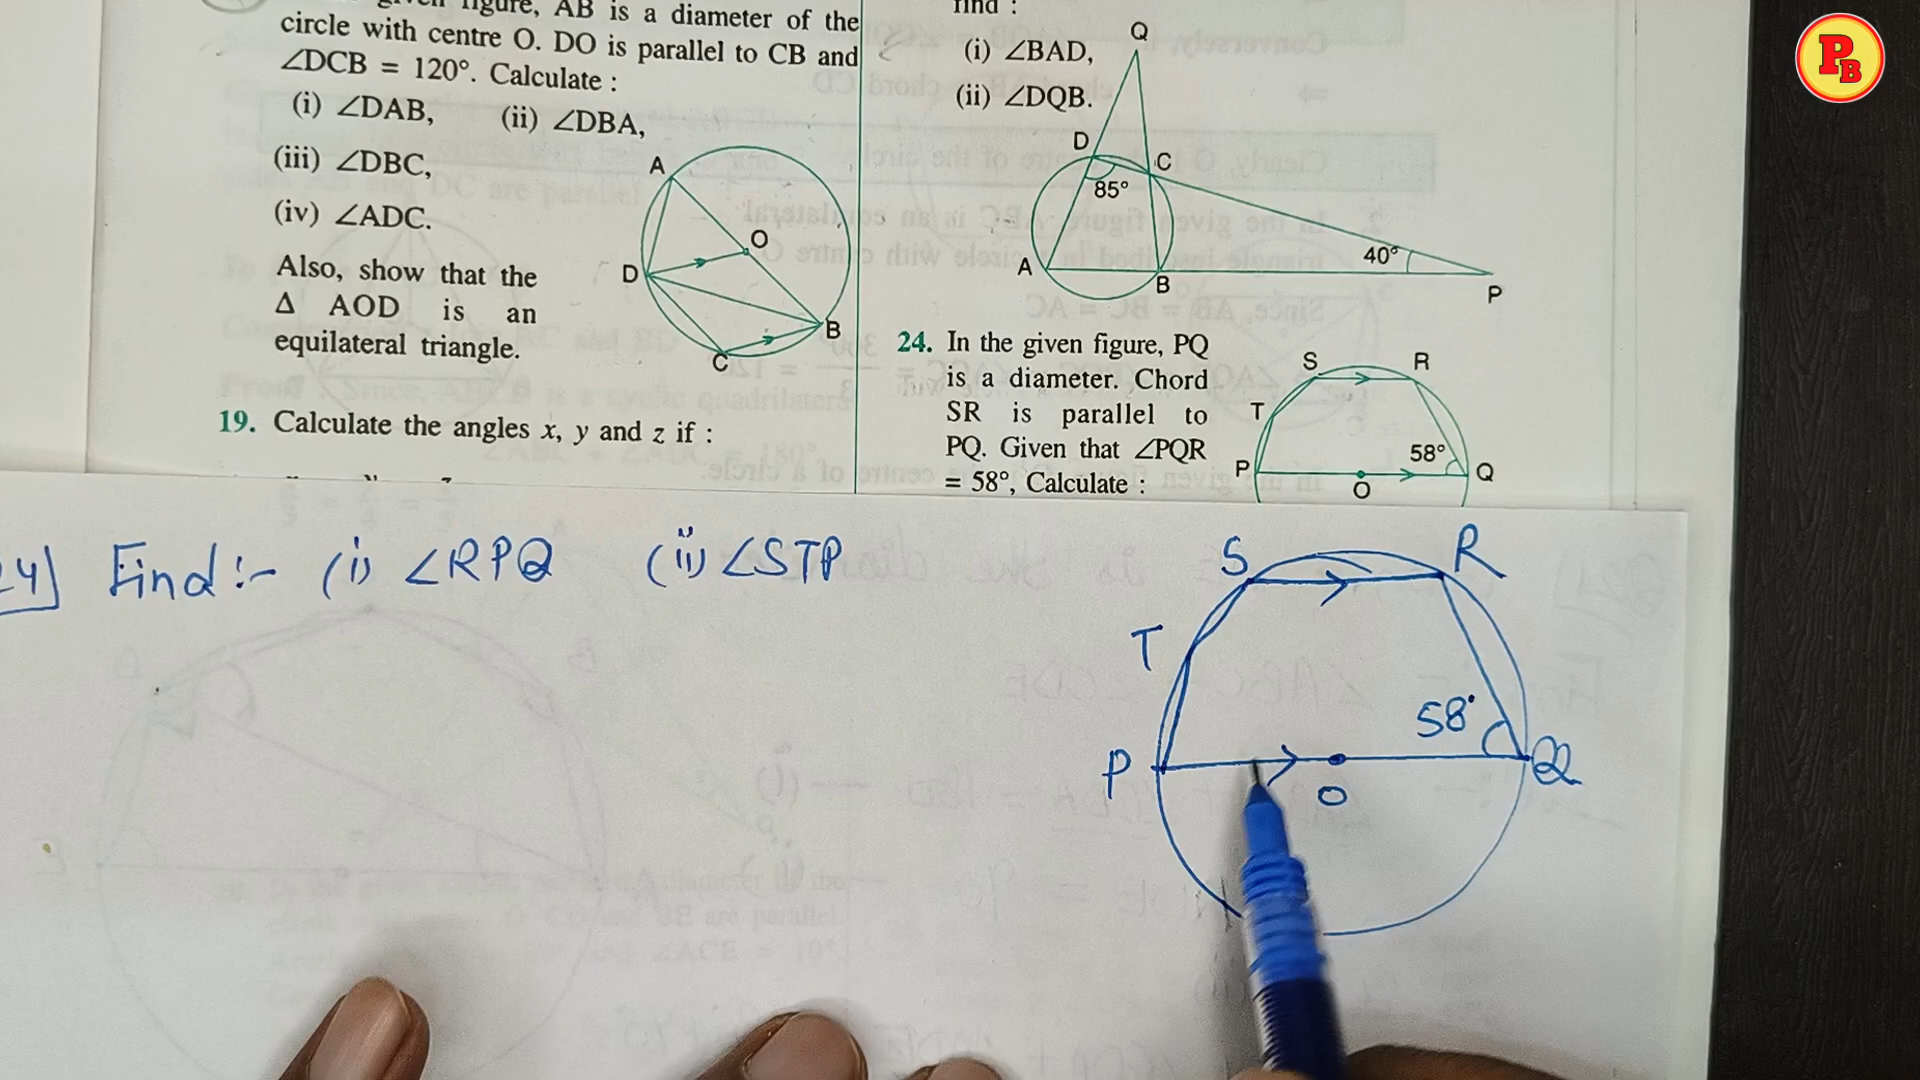 figure, AB is a diameter of the
circle with centre O. DO is parallel to CB and
∠DCB = 120°. Calculate :
(i) ∠DAB, (ii) ∠DBA,
(iii) ∠DBC,
(iv) ∠ADC.
Also, show that the
Δ AOD is an
equilateral triangle.
A
O
D
B
C
19. Calculate the angles x, y and z if :
find :
(i) ∠BAD,
(ii) ∠DQB.
Q
D
C
85°
A
B
40°
P
24. In the given figure, PQ
is a diameter. Chord
SR is parallel to
PQ. Given that ∠PQR
= 58°, Calculate :
S R
T
58°
P
Q
O
4] Find :- (i) ∠RPQ (ii) ∠STP
S R
T
58°
P
Q
O
PB